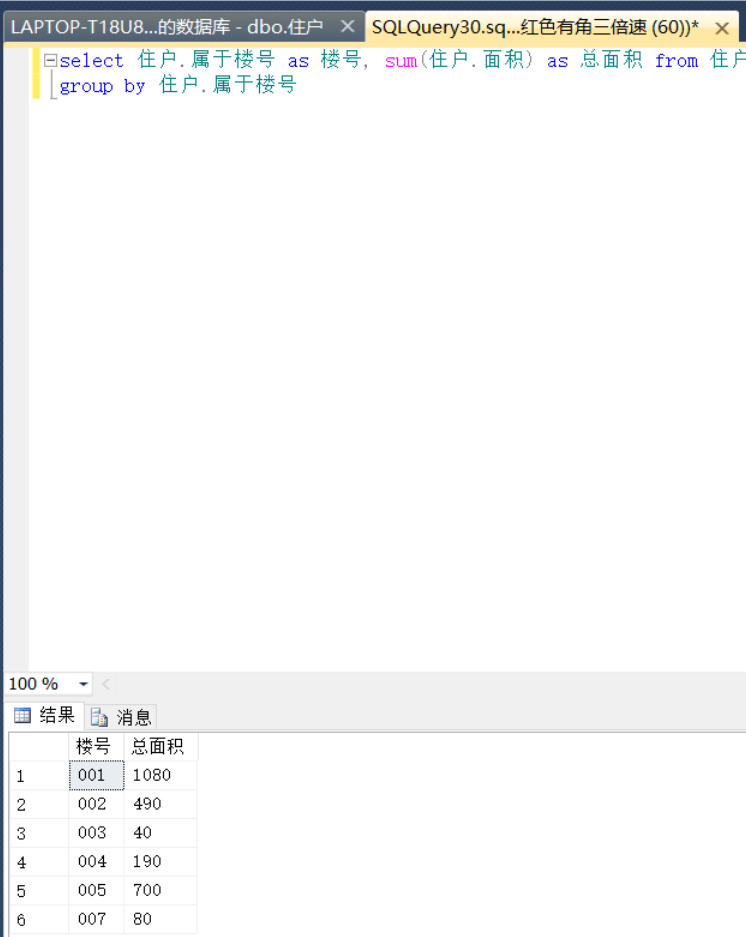 LAPTOP-T18U8...的数据库 - dbo.住户 SQLQuery30.sq...红色有角三倍速 (60))*
select 住户.属于楼号 as 楼号, sum(住户.面积) as 总面积 from 住户
group by 住户.属于楼号
100 %
结果 消息
楼号 总面积
1 001 1080
2 002 490
3 003 40
4 004 190
5 005 700
6 007 80